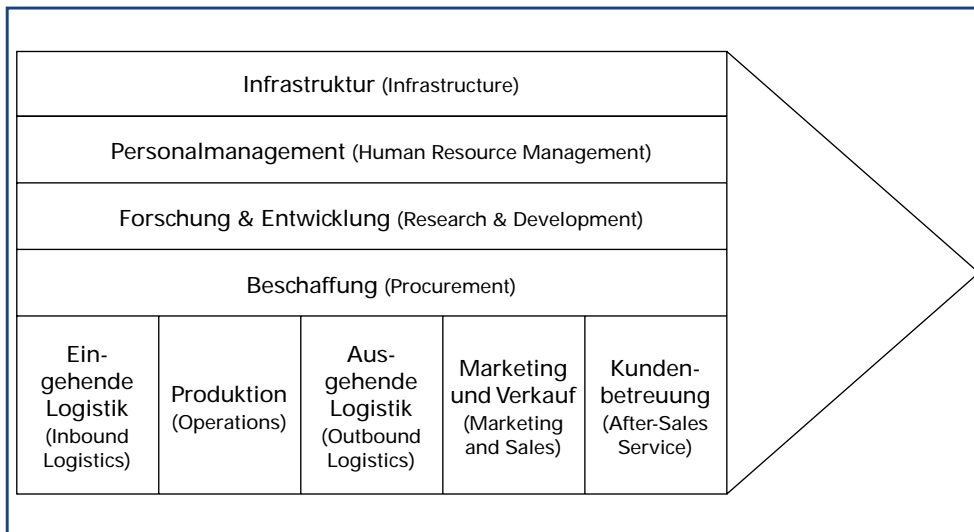 Infrastruktur (Infrastructure)
Personalmanagement (Human Resource Management)
Forschung & Entwicklung (Research & Development)
Beschaffung (Procurement)
Ein-
gehende
Logistik
(Inbound
Logistics)
Produktion
(Operations)
Aus-
gehende
Logistik
(Outbound
Logistics)
Marketing
und Verkauf
(Marketing
and Sales)
Kunden-
betreuung
(After-Sales
Service)